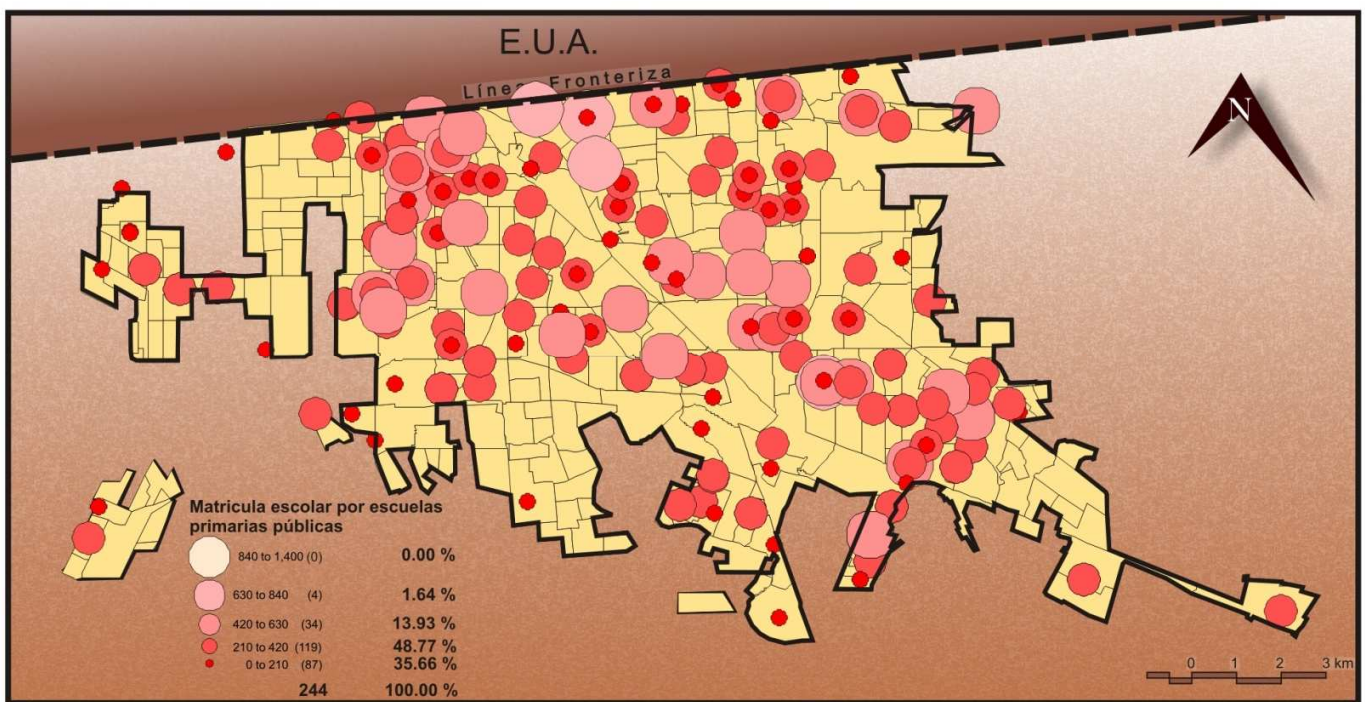 E.U.A.
Línea Fronteriza
N
Matricula escolar por escuelas
primarias públicas
840 to 1,400 (0) 0.00 %
630 to 840 (4) 1.64 %
420 to 630 (34) 13.93 %
210 to 420 (119) 48.77 %
0 to 210 (87) 35.66 %
244 100.00 %
0 1 2 3 km